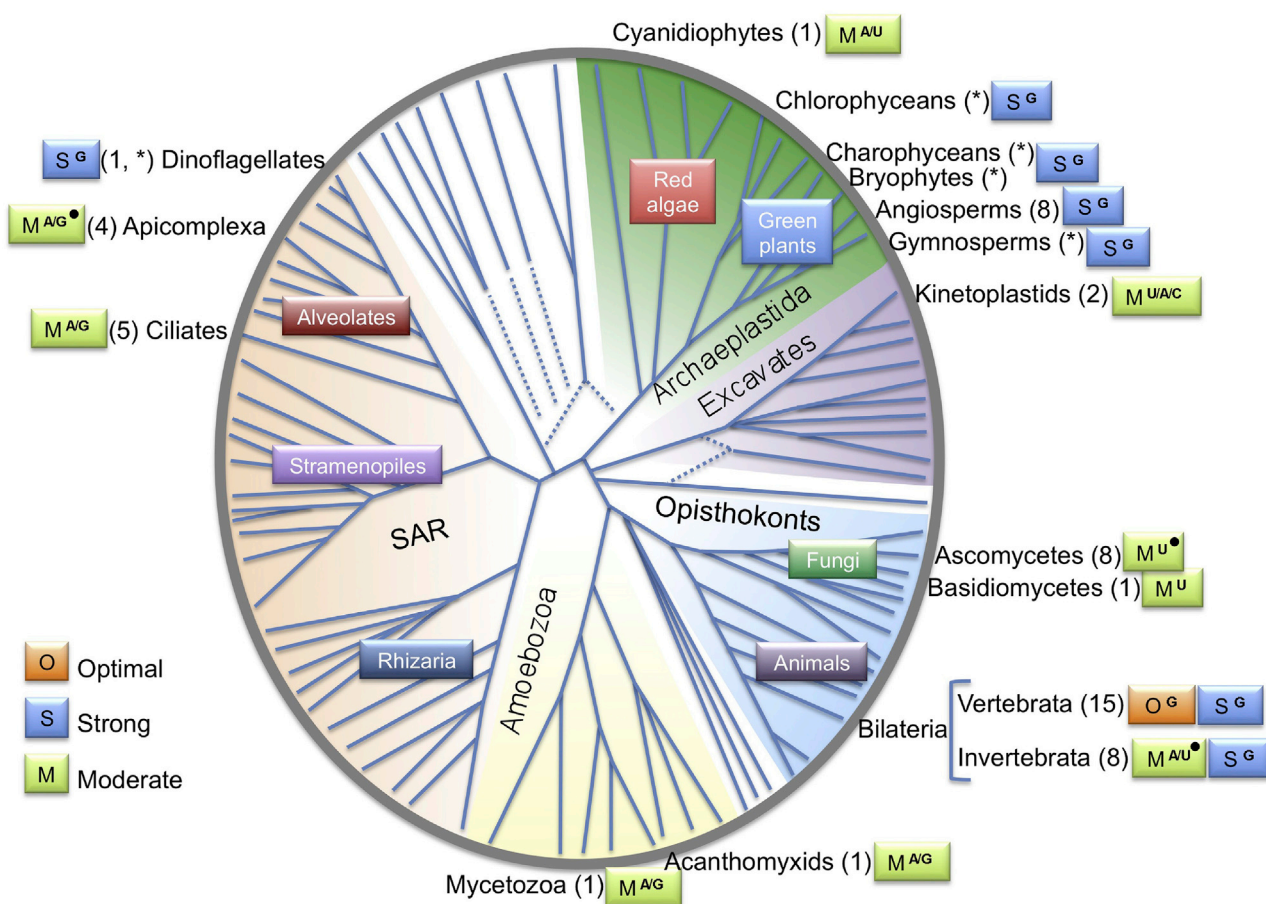 Cyanidiophytes (1) M A/U
Chlorophyceans (*) S G
S G (1, *) Dinoflagellates
Charophyceans (*) S G
Bryophytes (*)
Red
algae
M A/G● (4) Apicomplexa
Green
plants
Angiosperms (8) S G
Gymnosperms (*) S G
Kinetoplastids (2) M U/A/C
M A/G (5) Ciliates
Alveolates
Archaeplastida
Excavates
Stramenopiles
Opisthokonts
SAR
Fungi
Ascomycetes (8) M U●
Basidiomycetes (1) M U
O Optimal
Rhizaria
Amoebozoa
Animals
S Strong
Vertebrata (15) O G S G
Bilateria
Invertebrata (8) M A/U● S G
M Moderate
Acanthomyxids (1) M A/G
Mycetozoa (1) M A/G